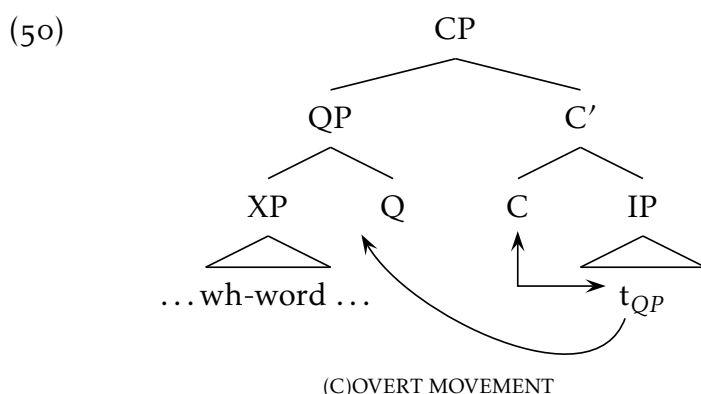 (50)
CP
QP C′
XP Q C IP
... wh-word ... t_QP
(C)OVERT MOVEMENT